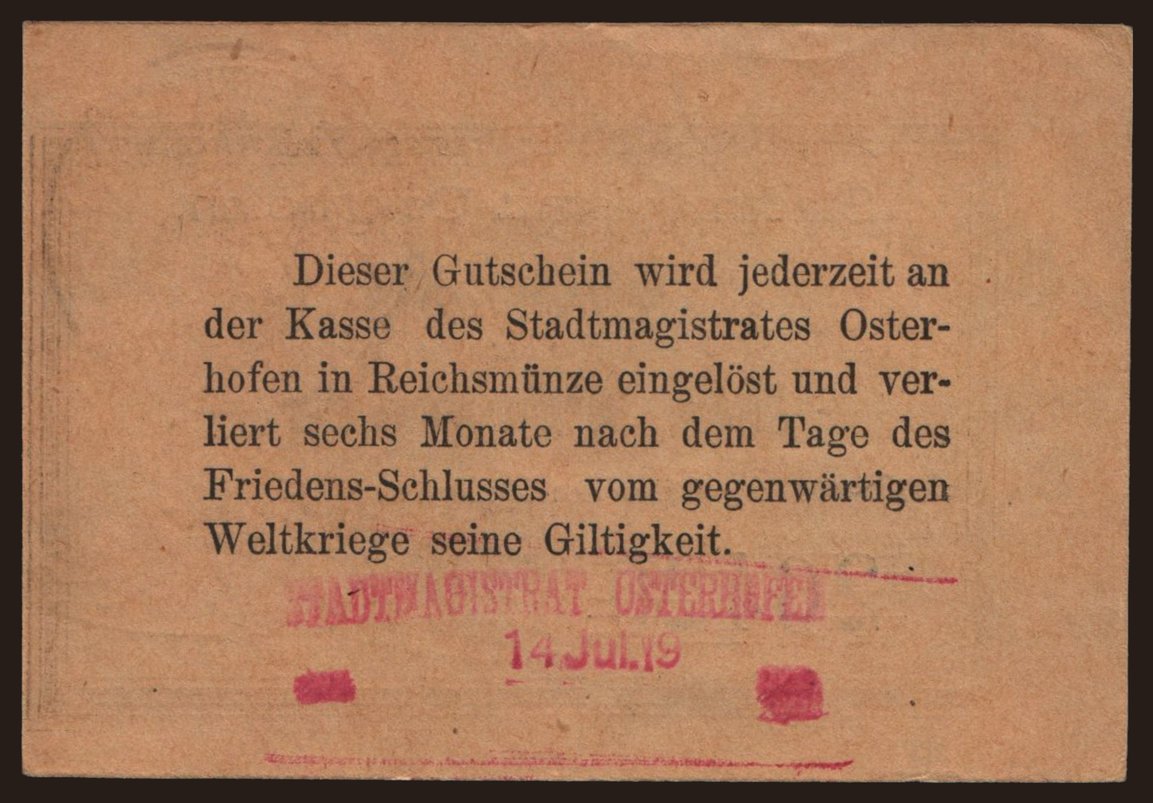 Dieser Gutschein wird jederzeit an
der Kasse des Stadtmagistrates Oster-
hofen in Reichsmünze eingelöst und ver-
liert sechs Monate nach dem Tage des
Friedens-Schlusses vom gegenwärtigen
Weltkriege seine Giltigkeit.
STADTMAGISTRAT OSTERHOFEN
14.Jul.19